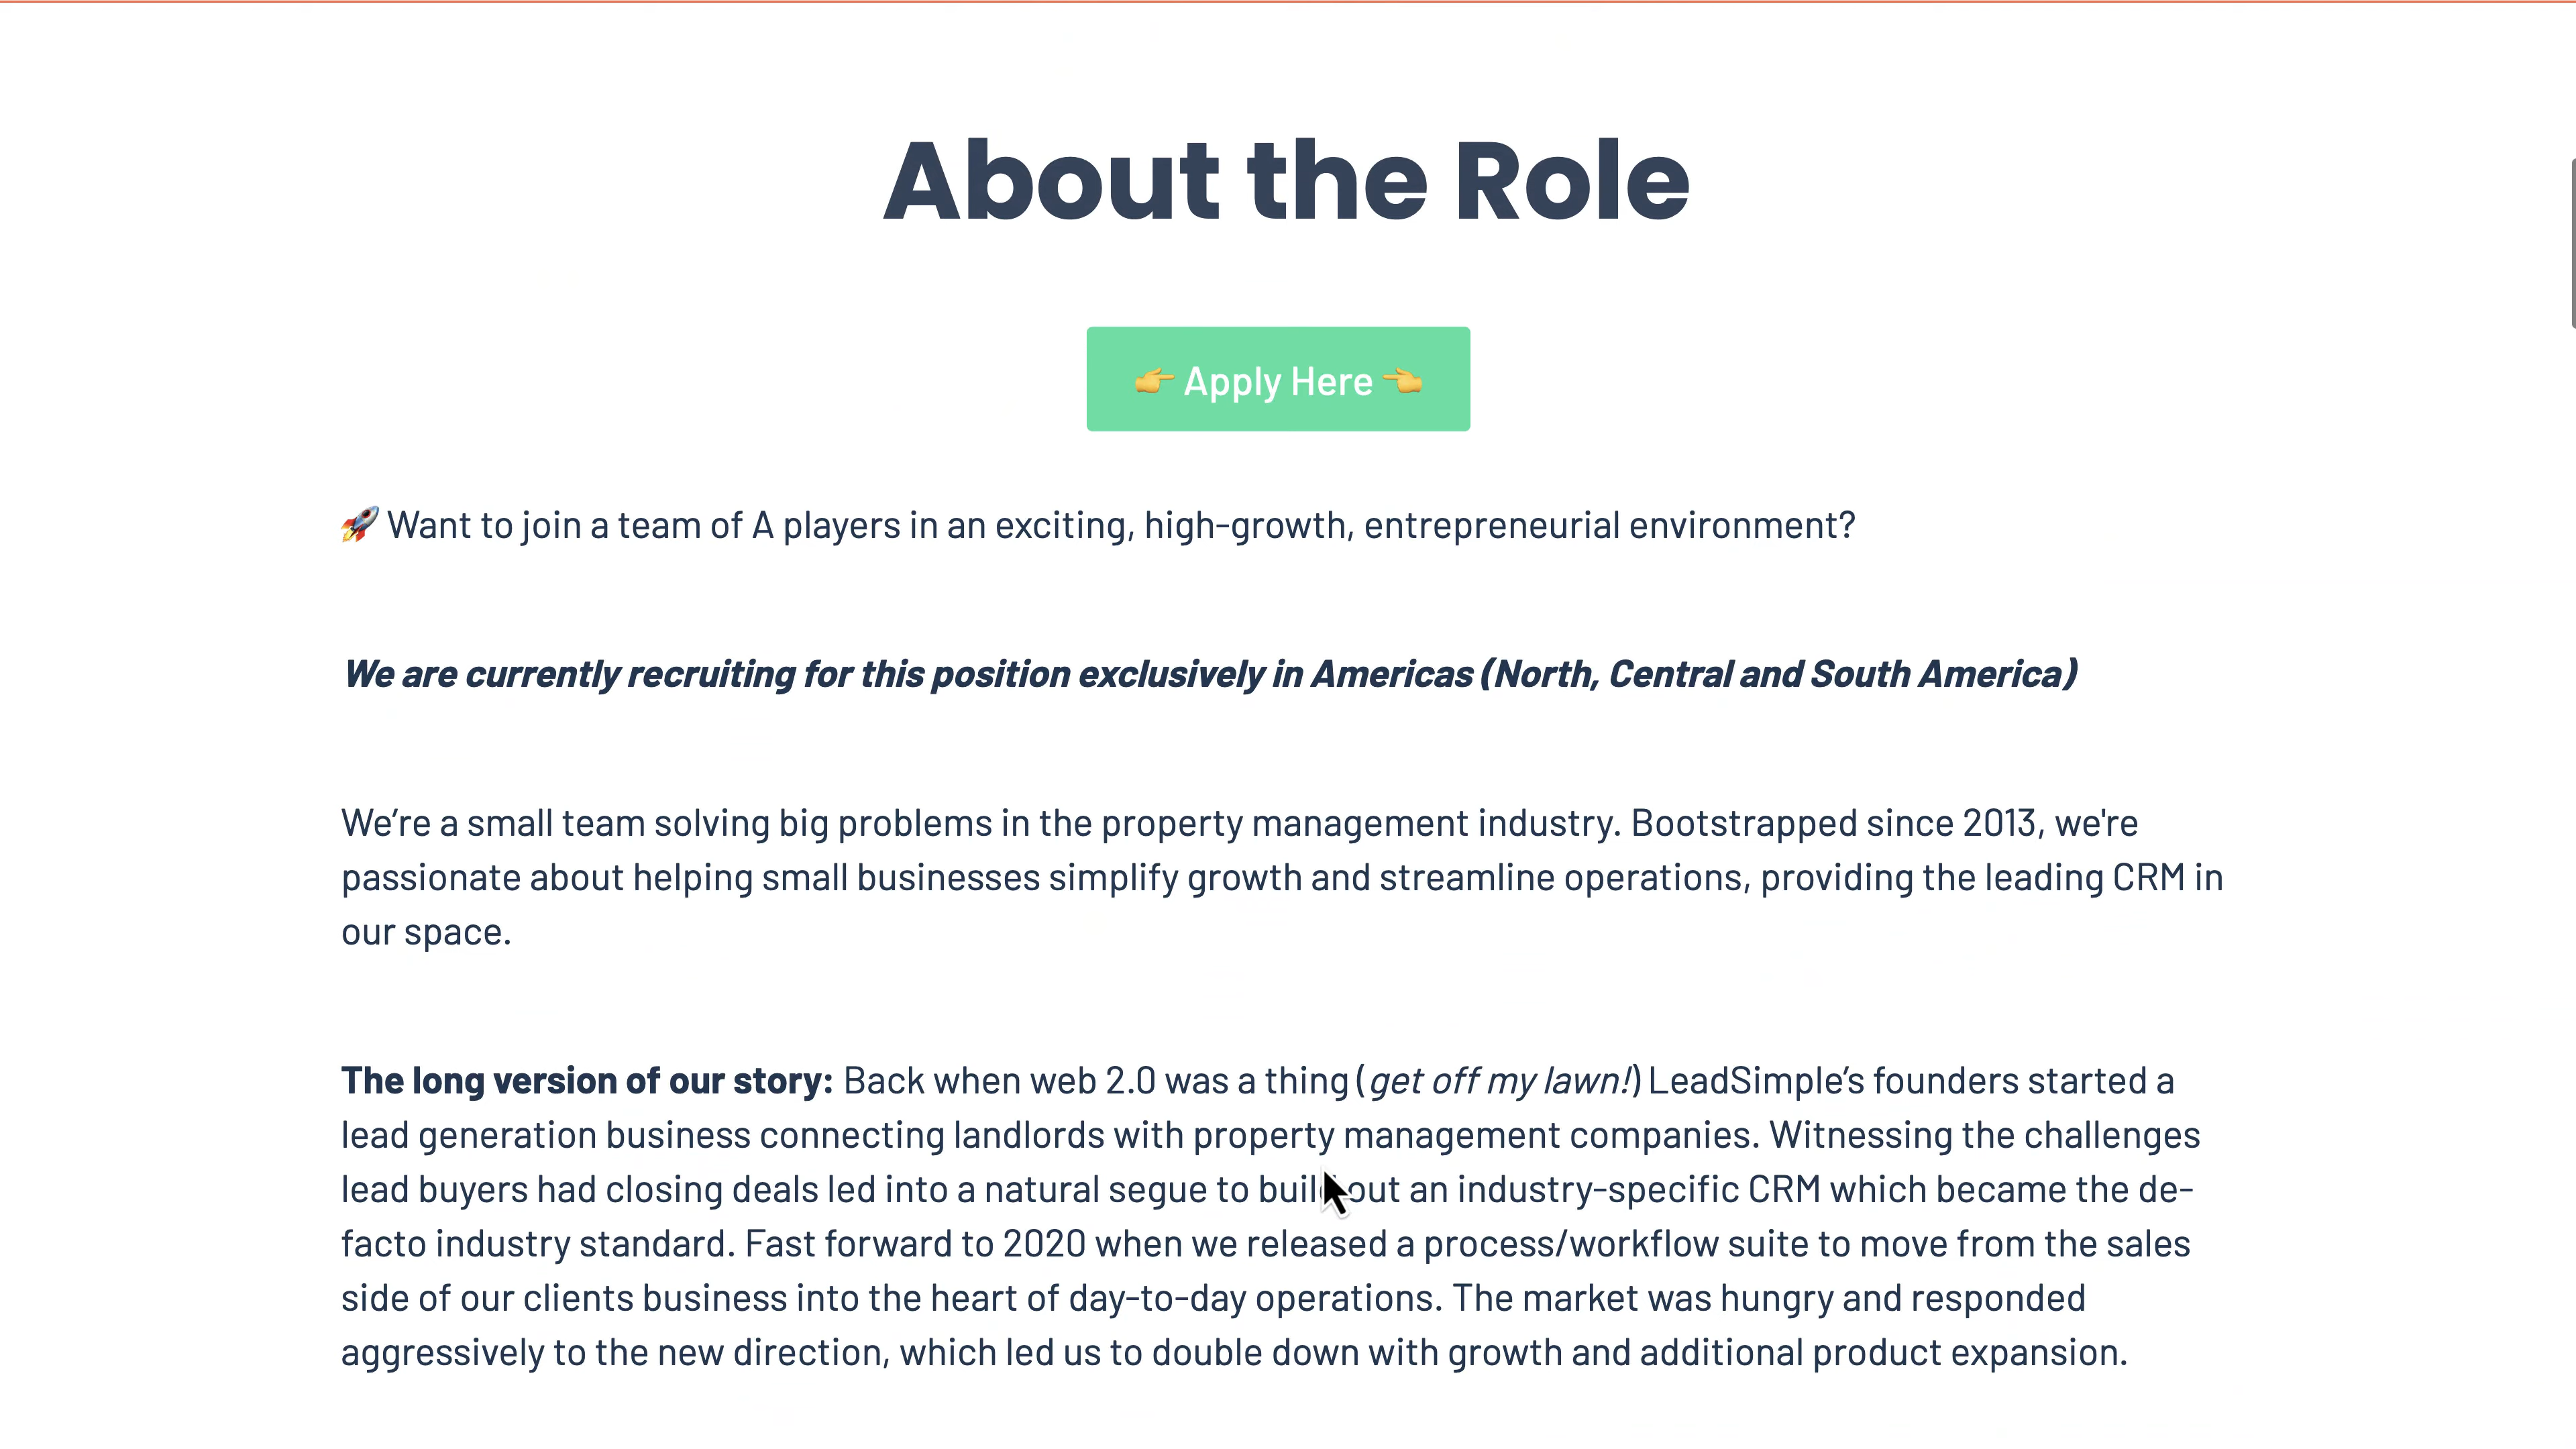 About the Role
👉 Apply Here 👈
🚀 Want to join a team of A players in an exciting, high-growth, entrepreneurial environment?
We are currently recruiting for this position exclusively in Americas (North, Central and South America)
We’re a small team solving big problems in the property management industry. Bootstrapped since 2013, we're
passionate about helping small businesses simplify growth and streamline operations, providing the leading CRM in
our space.
The long version of our story: Back when web 2.0 was a thing (get off my lawn!) LeadSimple’s founders started a
lead generation business connecting landlords with property management companies. Witnessing the challenges
lead buyers had closing deals led into a natural segue to build out an industry-specific CRM which became the de-
facto industry standard. Fast forward to 2020 when we released a process/workflow suite to move from the sales
side of our clients business into the heart of day-to-day operations. The market was hungry and responded
aggressively to the new direction, which led us to double down with growth and additional product expansion.